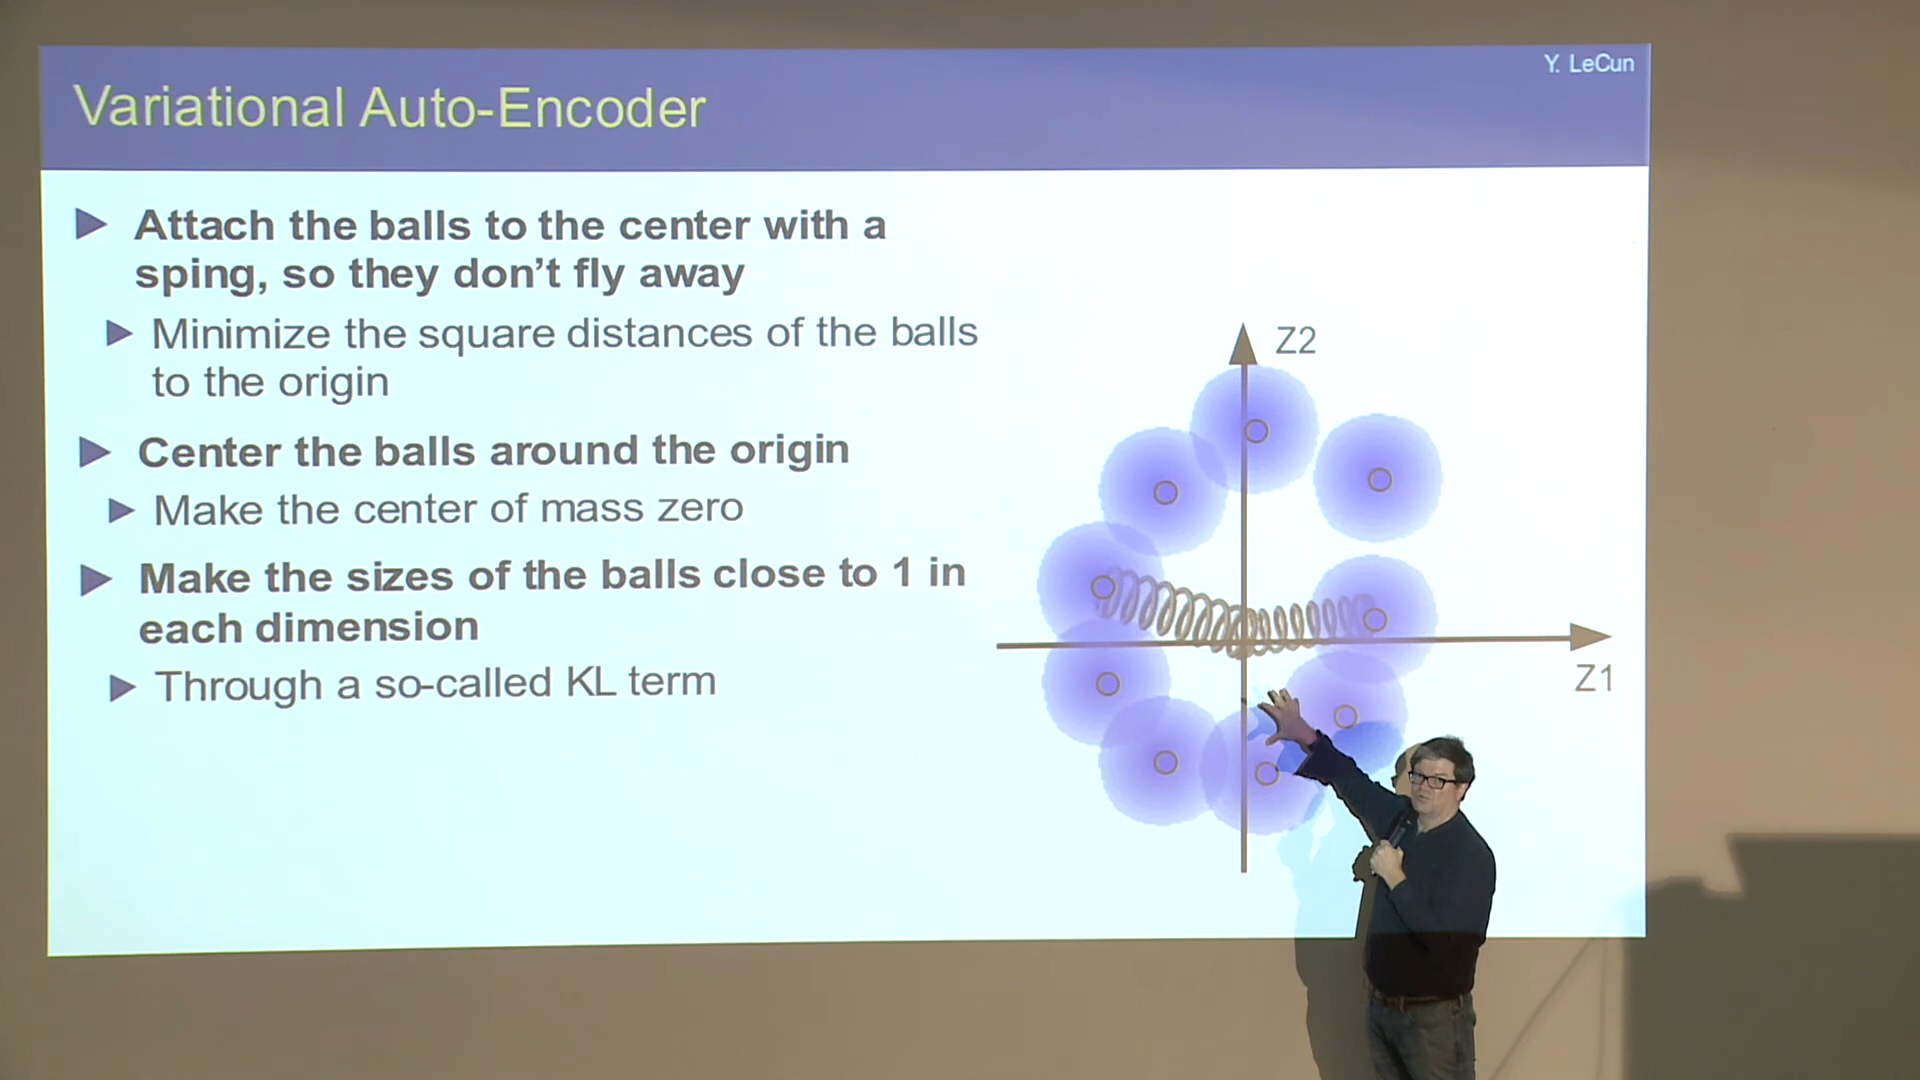 Y. LeCun
Variational Auto-Encoder
Attach the balls to the center with a
sping, so they don't fly away
Minimize the square distances of the balls
to the origin
Center the balls around the origin
Make the center of mass zero
Make the sizes of the balls close to 1 in
each dimension
Through a so-called KL term
Z2
Z1